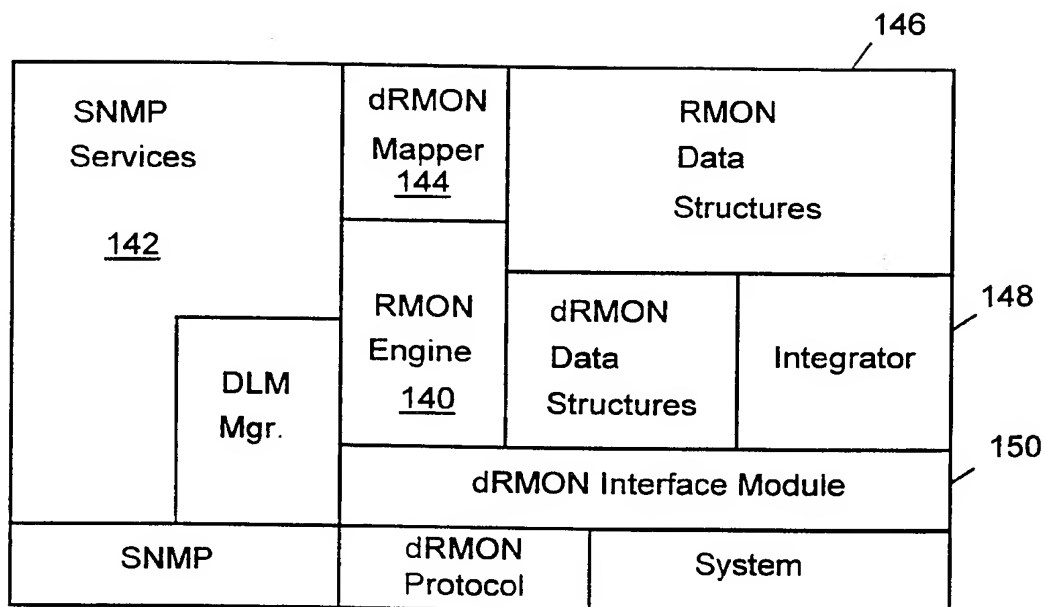 146
SNMP
Services
142
dRMON
Mapper
144
RMON
Data
Structures
148
RMON
Engine
140
dRMON
Data
Structures
Integrator
DLM
Mgr.
150
dRMON Interface Module
SNMP
dRMON
Protocol
System